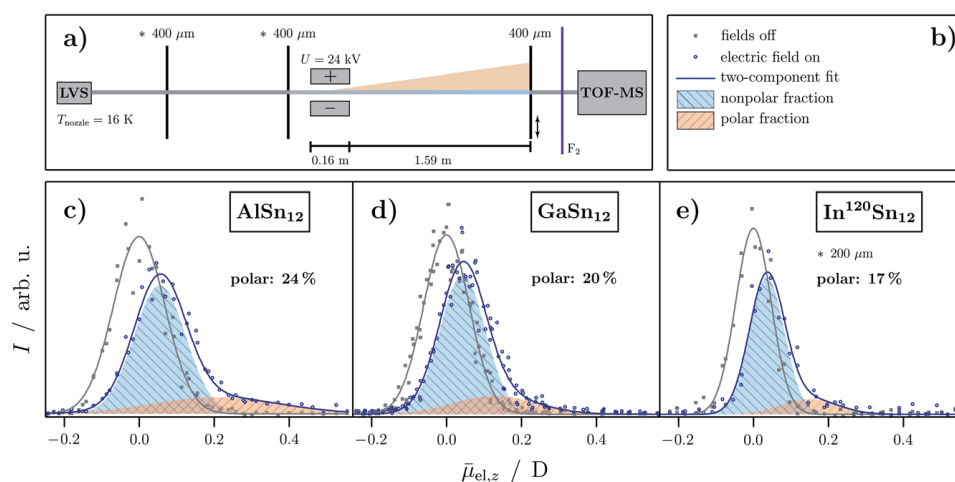 a)
* 400 μm
* 400 μm
400 μm
U = 24 kV
+
−
LVS
TOF-MS
T_nozzle = 16 K
F₂
0.16 m
1.59 m
b)
fields off
electric field on
two-component fit
nonpolar fraction
polar fraction
c)
AlSn₁₂
polar: 24 %
d)
GaSn₁₂
polar: 20 %
e)
In¹²⁰Sn₁₂
* 200 μm
polar: 17 %
I / arb. u.
−0.2 0.0 0.2 0.4 −0.2 0.0 0.2 0.4 −0.2 0.0 0.2 0.4
μ̄_el,z / D